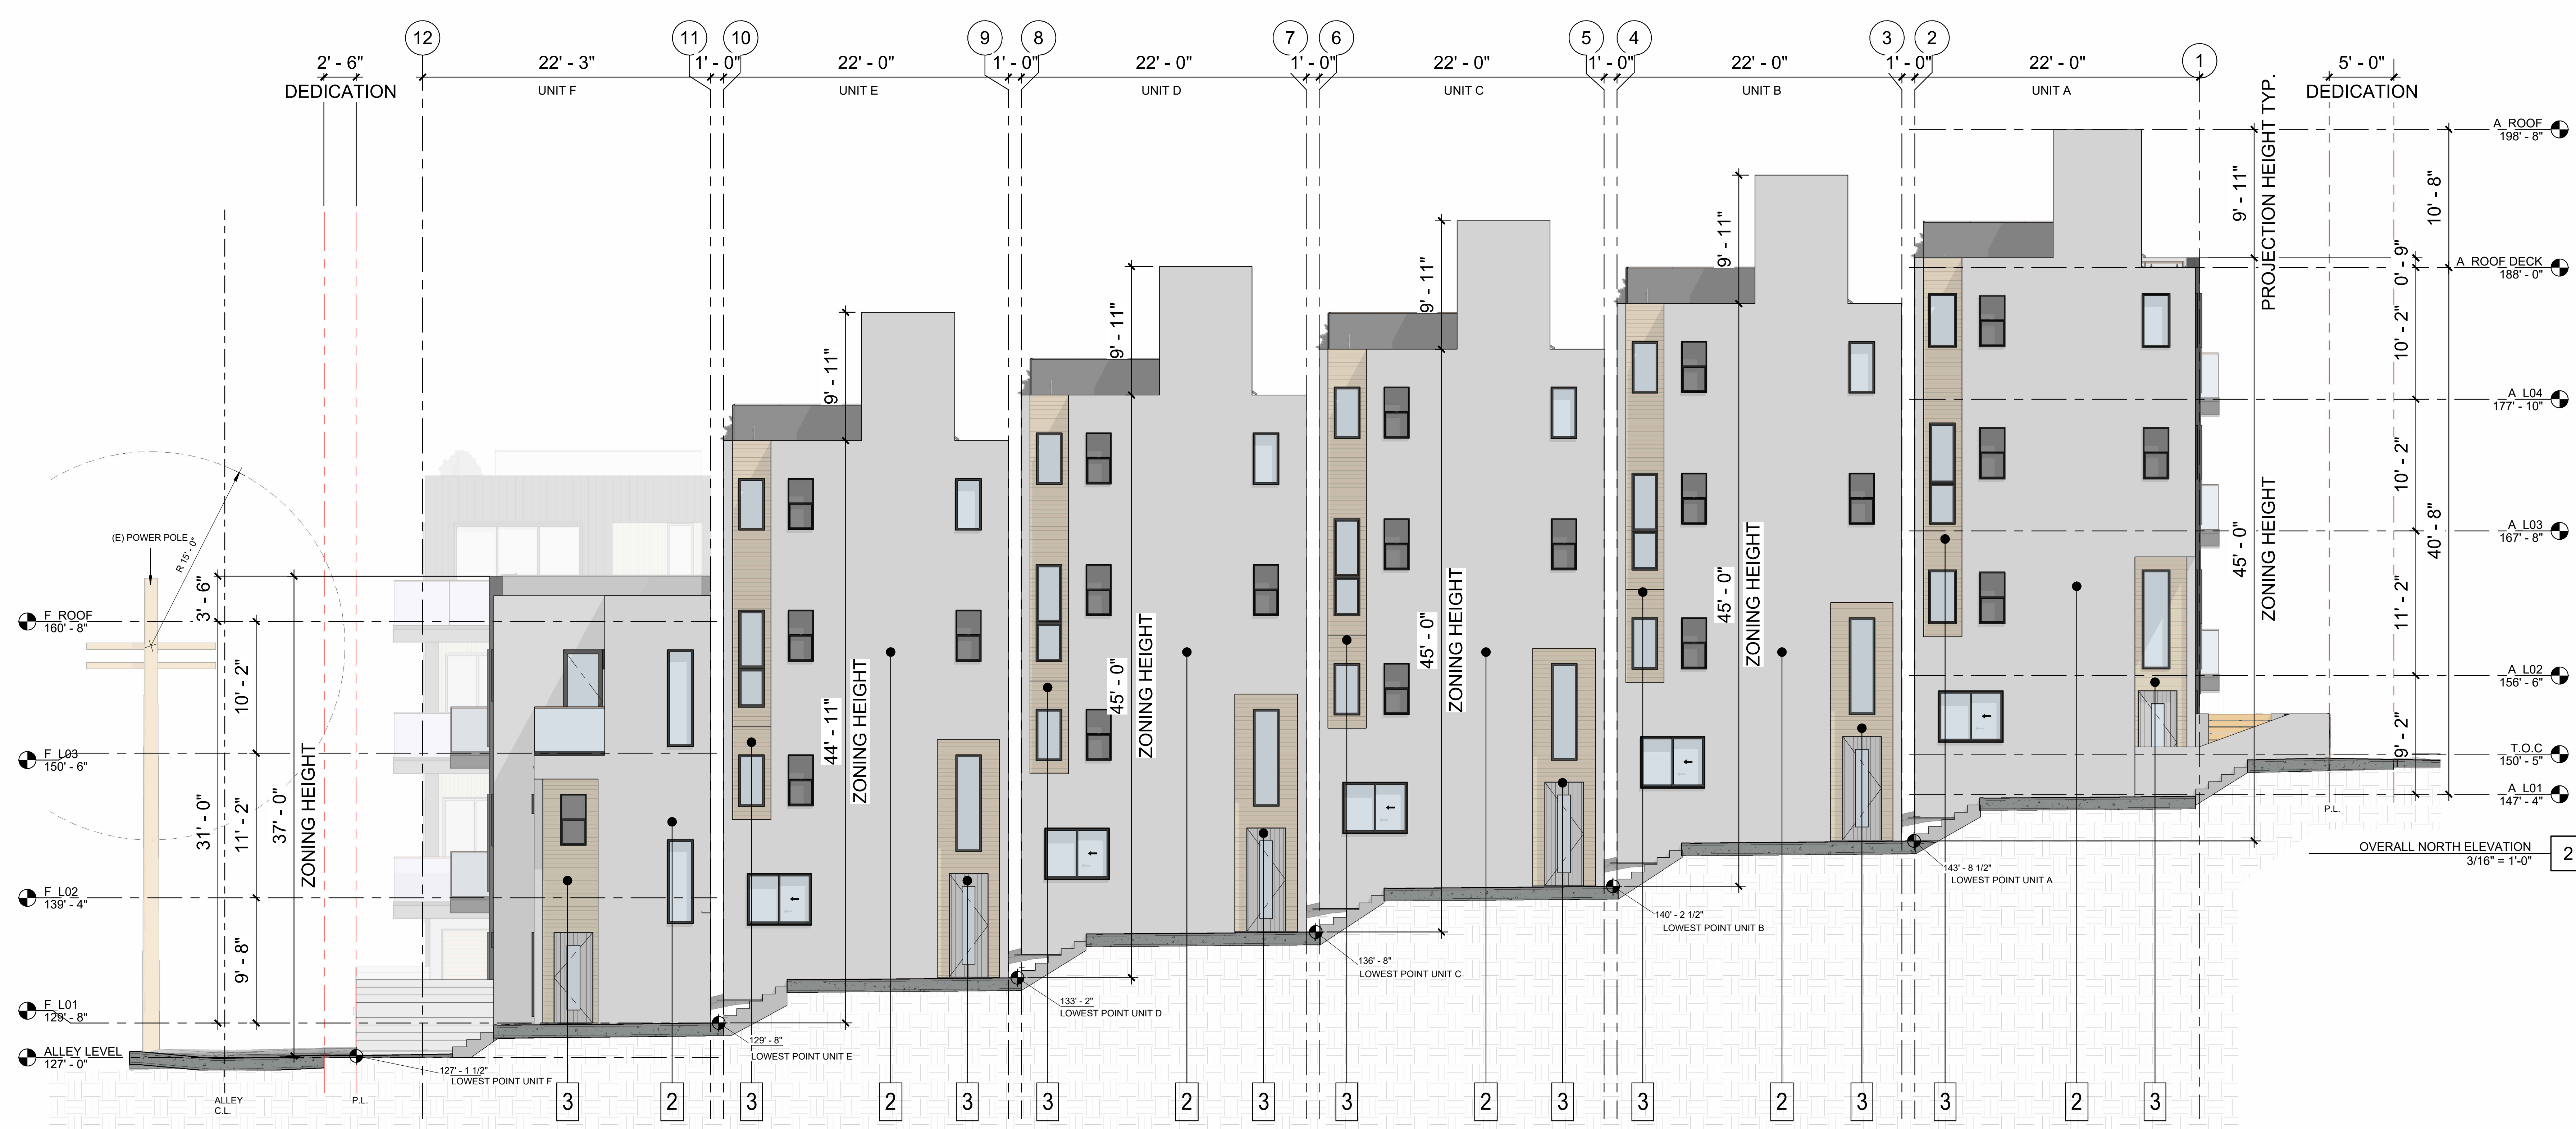 12
11
10
9
8
7
6
5
4
3
2
1
2' - 6"
22' - 3"
1' - 0"
22' - 0"
1' - 0"
22' - 0"
1' - 0"
22' - 0"
1' - 0"
22' - 0"
1' - 0"
22' - 0"
5' - 0"
DEDICATION
UNIT F
UNIT E
UNIT D
UNIT C
UNIT B
UNIT A
DEDICATION
PROJECTION HEIGHT TYP.
A_ROOF
198' - 8"
9' - 11"
10' - 8"
A_ROOF DECK
188' - 0"
0' - 9"
10' - 2"
A_L04
177' - 10"
10' - 2"
A_L03
167' - 8"
45' - 0"
ZONING HEIGHT
40' - 8"
11' - 2"
A_L02
156' - 6"
9' - 2"
T.O.C
150' - 5"
A_L01
147' - 4"
P.L.
OVERALL NORTH ELEVATION
3/16" = 1'-0"
2
9' - 11"
9' - 11"
9' - 11"
9' - 11"
44' - 11"
ZONING HEIGHT
45' - 0"
ZONING HEIGHT
45' - 0"
ZONING HEIGHT
45' - 0"
ZONING HEIGHT
(E) POWER POLE
R 15' - 0"
3' - 6"
F_ROOF
160' - 8"
10' - 2"
F_L03
150' - 6"
31' - 0"
11' - 2"
37' - 0"
ZONING HEIGHT
F_L02
139' - 4"
9' - 8"
F_L01
129' - 8"
ALLEY LEVEL
127' - 0"
143' - 8 1/2"
LOWEST POINT UNIT A
140' - 2 1/2"
LOWEST POINT UNIT B
136' - 8"
LOWEST POINT UNIT C
133' - 2"
LOWEST POINT UNIT D
129' - 8"
LOWEST POINT UNIT E
127' - 1 1/2"
LOWEST POINT UNIT F
ALLEY
C.L.
P.L.
3
2
3
2
3
3
2
3
3
2
3
3
2
3
3
2
3